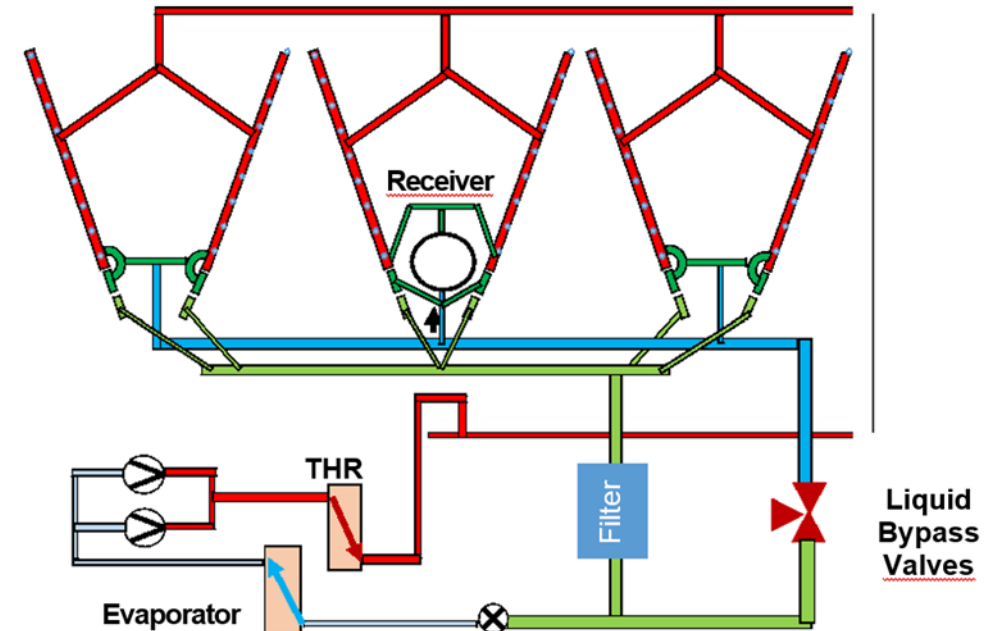 Receiver
THR
Filter
Liquid
Bypass
Valves
Evaporator